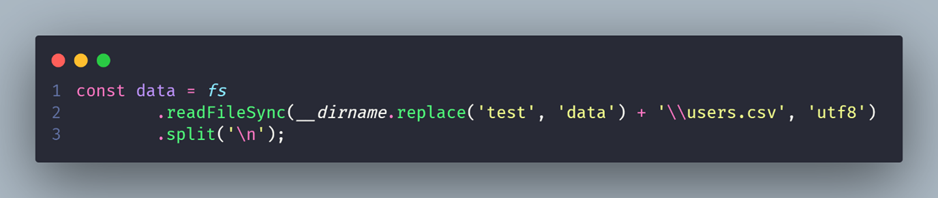 1 const data = fs
2         .readFileSync(__dirname.replace('test', 'data') + '\\users.csv', 'utf8')
3         .split('\n');